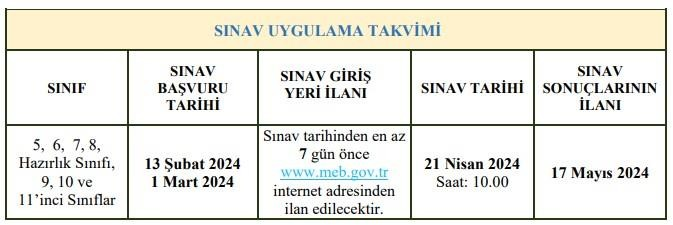 SINAV UYGULAMA TAKVİMİ
SINIF
SINAV
BAŞVURU
TARİHİ
SINAV GİRİŞ
YERİ İLANI
SINAV TARİHİ
SINAV
SONUÇLARININ
İLANI
5, 6, 7, 8,
Hazırlık Sınıfı,
9, 10 ve
11’inci Sınıflar
13 Şubat 2024
1 Mart 2024
Sınav tarihinden en az
7 gün önce
www.meb.gov.tr
internet adresinden
ilan edilecektir.
21 Nisan 2024
Saat: 10.00
17 Mayıs 2024